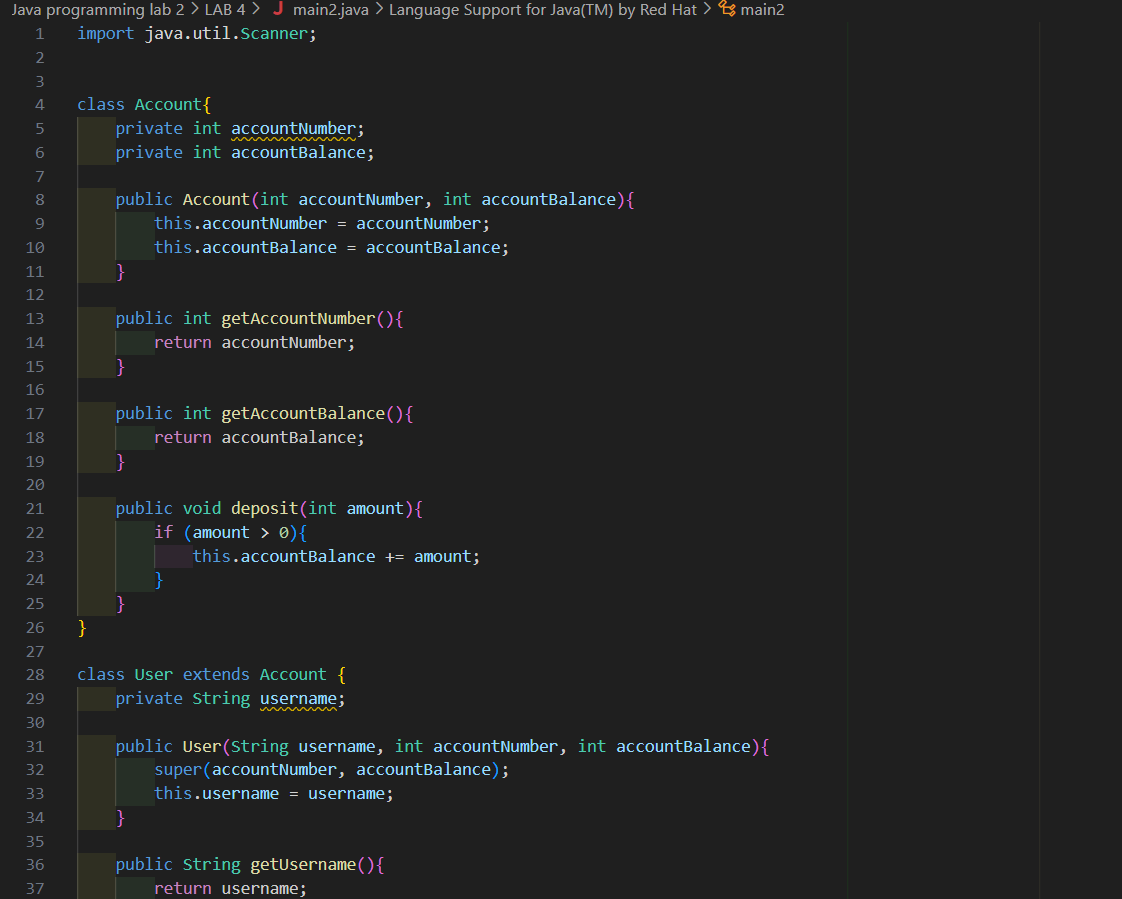 Java programming lab 2 > LAB 4 > J main2.java > Language Support for Java(TM) by Red Hat > main2
1 import java.util.Scanner;
2
3
4 class Account{
5     private int accountNumber;
6     private int accountBalance;
7
8     public Account(int accountNumber, int accountBalance){
9         this.accountNumber = accountNumber;
10         this.accountBalance = accountBalance;
11     }
12
13     public int getAccountNumber(){
14         return accountNumber;
15     }
16
17     public int getAccountBalance(){
18         return accountBalance;
19     }
20
21     public void deposit(int amount){
22         if (amount > 0){
23             this.accountBalance += amount;
24         }
25     }
26 }
27
28 class User extends Account {
29     private String username;
30
31     public User(String username, int accountNumber, int accountBalance){
32         super(accountNumber, accountBalance);
33         this.username = username;
34     }
35
36     public String getUsername(){
37         return username;